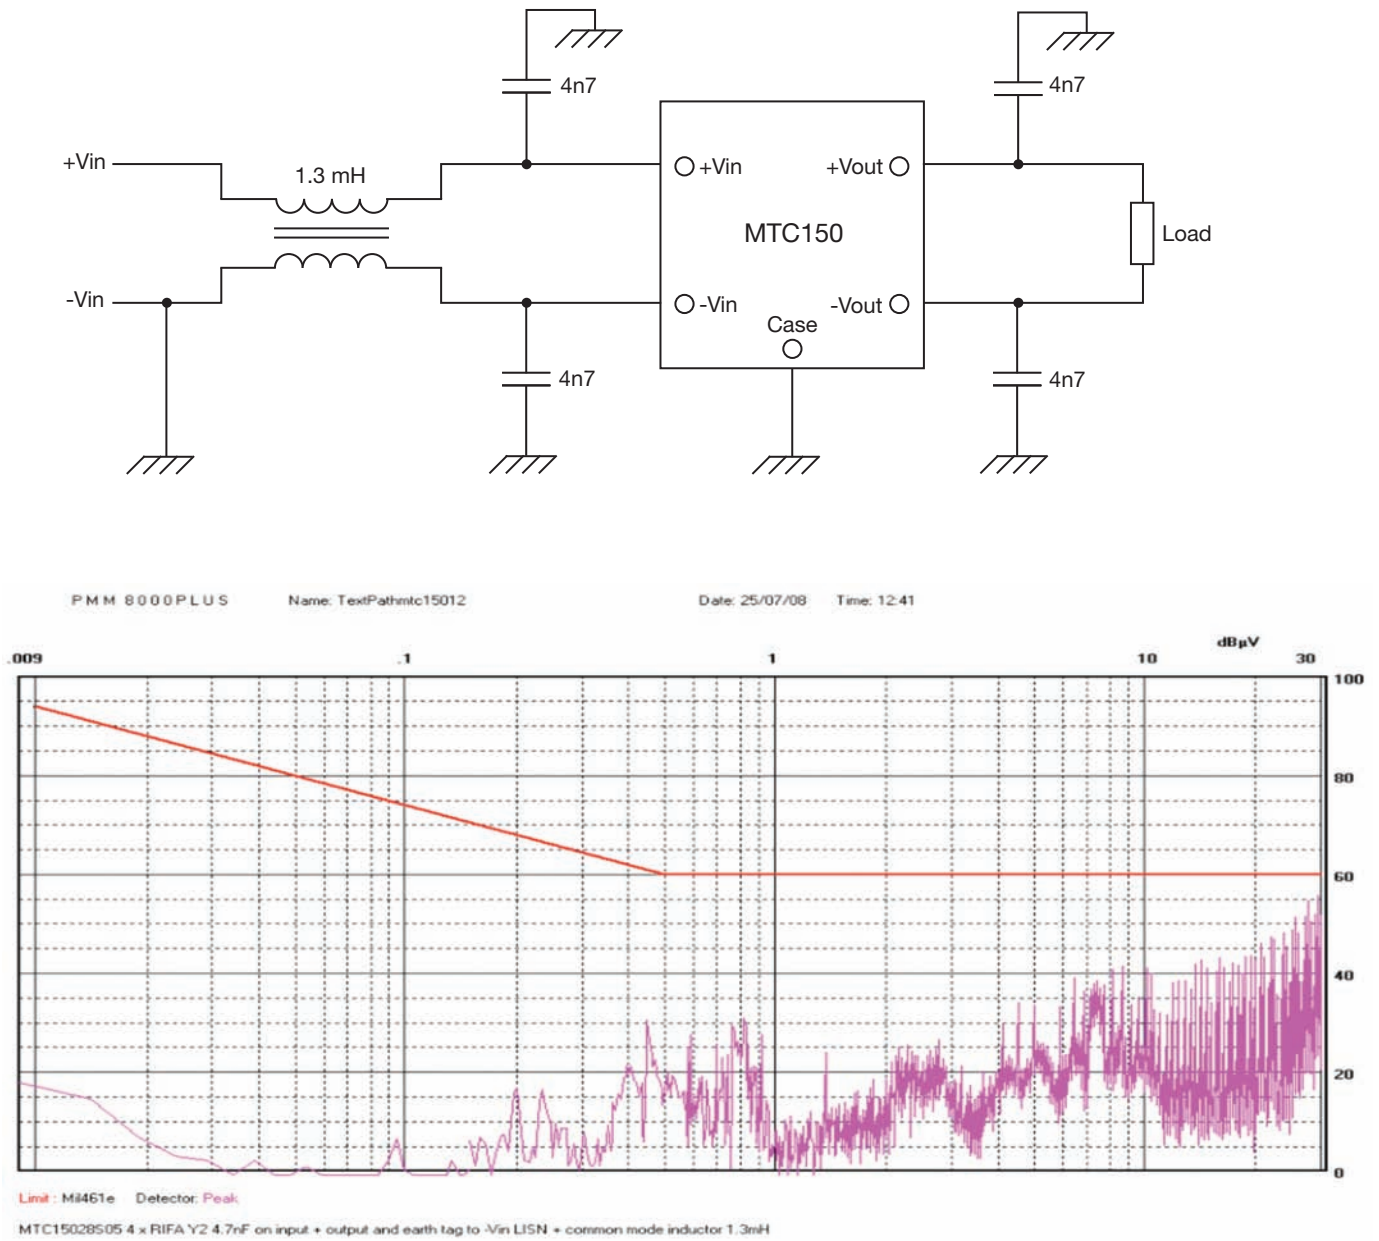 4n7
4n7
+Vin
1.3 mH
+Vin
+Vout
MTC150
Load
-Vin
-Vin
-Vout
Case
4n7
4n7
PMM 8000PLUS Name: TextPathmtc15012 Date: 25/07/08 Time: 12:41
dBµV
.009 .1 1 10 30
100
80
60
40
20
0
Limit : Mil461e Detector: Peak
MTC15028S05 4 x RIFA Y2 4.7nF on input + output and earth tag to -Vin LISN + common mode inductor 1.3mH